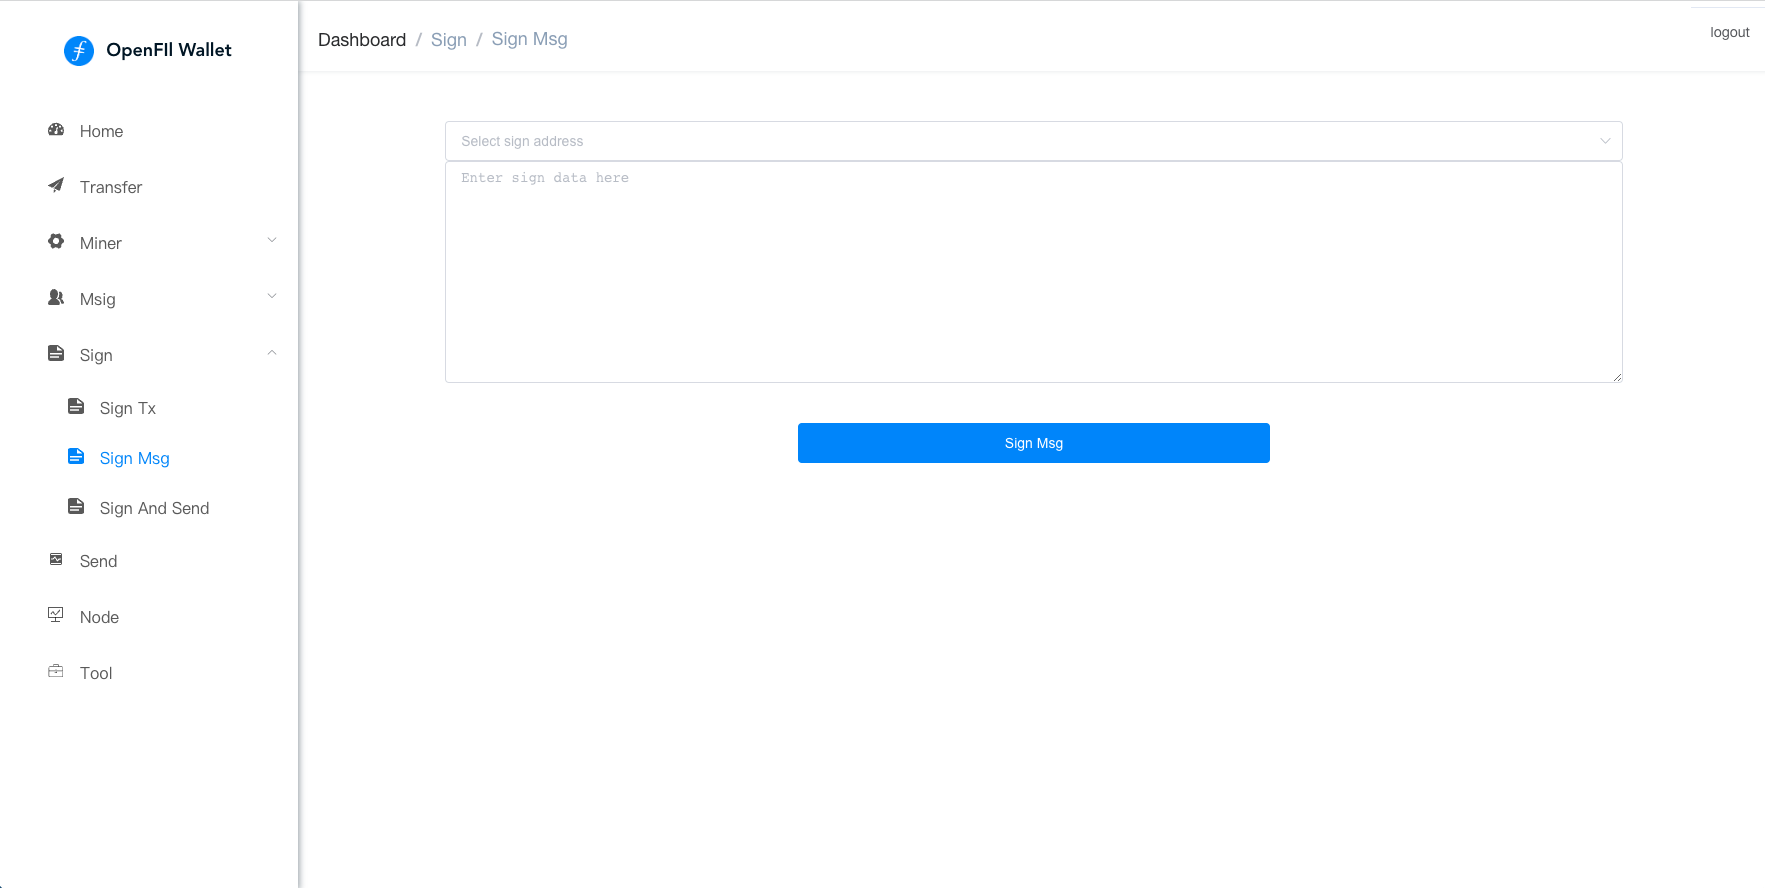 OpenFIl Wallet
Dashboard / Sign / Sign Msg
logout
Home
Transfer
Miner
Msig
Sign
Sign Tx
Sign Msg
Sign And Send
Send
Node
Tool
Select sign address
Enter sign data here
Sign Msg